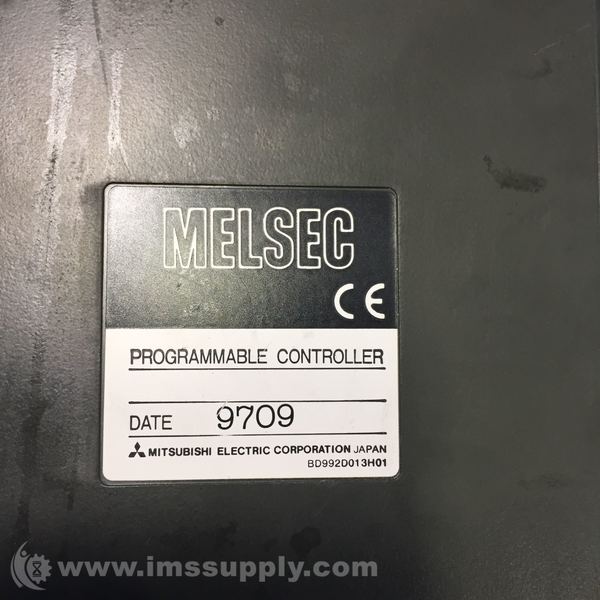 MELSEC
CE
PROGRAMMABLE CONTROLLER
DATE 9709
MITSUBISHI ELECTRIC CORPORATION JAPAN
BD992D013H01
www.imssupply.com